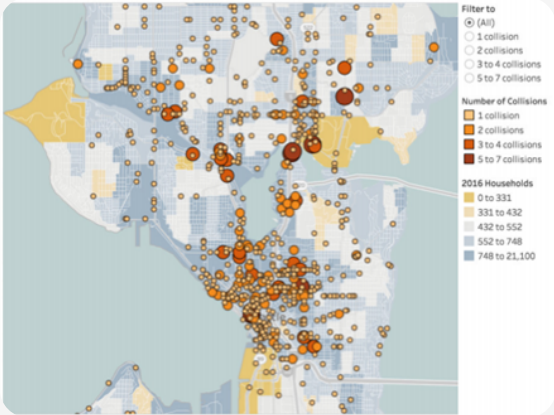 Filter to
(All)
1 collision
2 collisions
3 to 4 collisions
5 to 7 collisions
Number of Collisions
1 collision
2 collisions
3 to 4 collisions
5 to 7 collisions
2016 Households
0 to 331
331 to 432
432 to 552
552 to 748
748 to 21,100